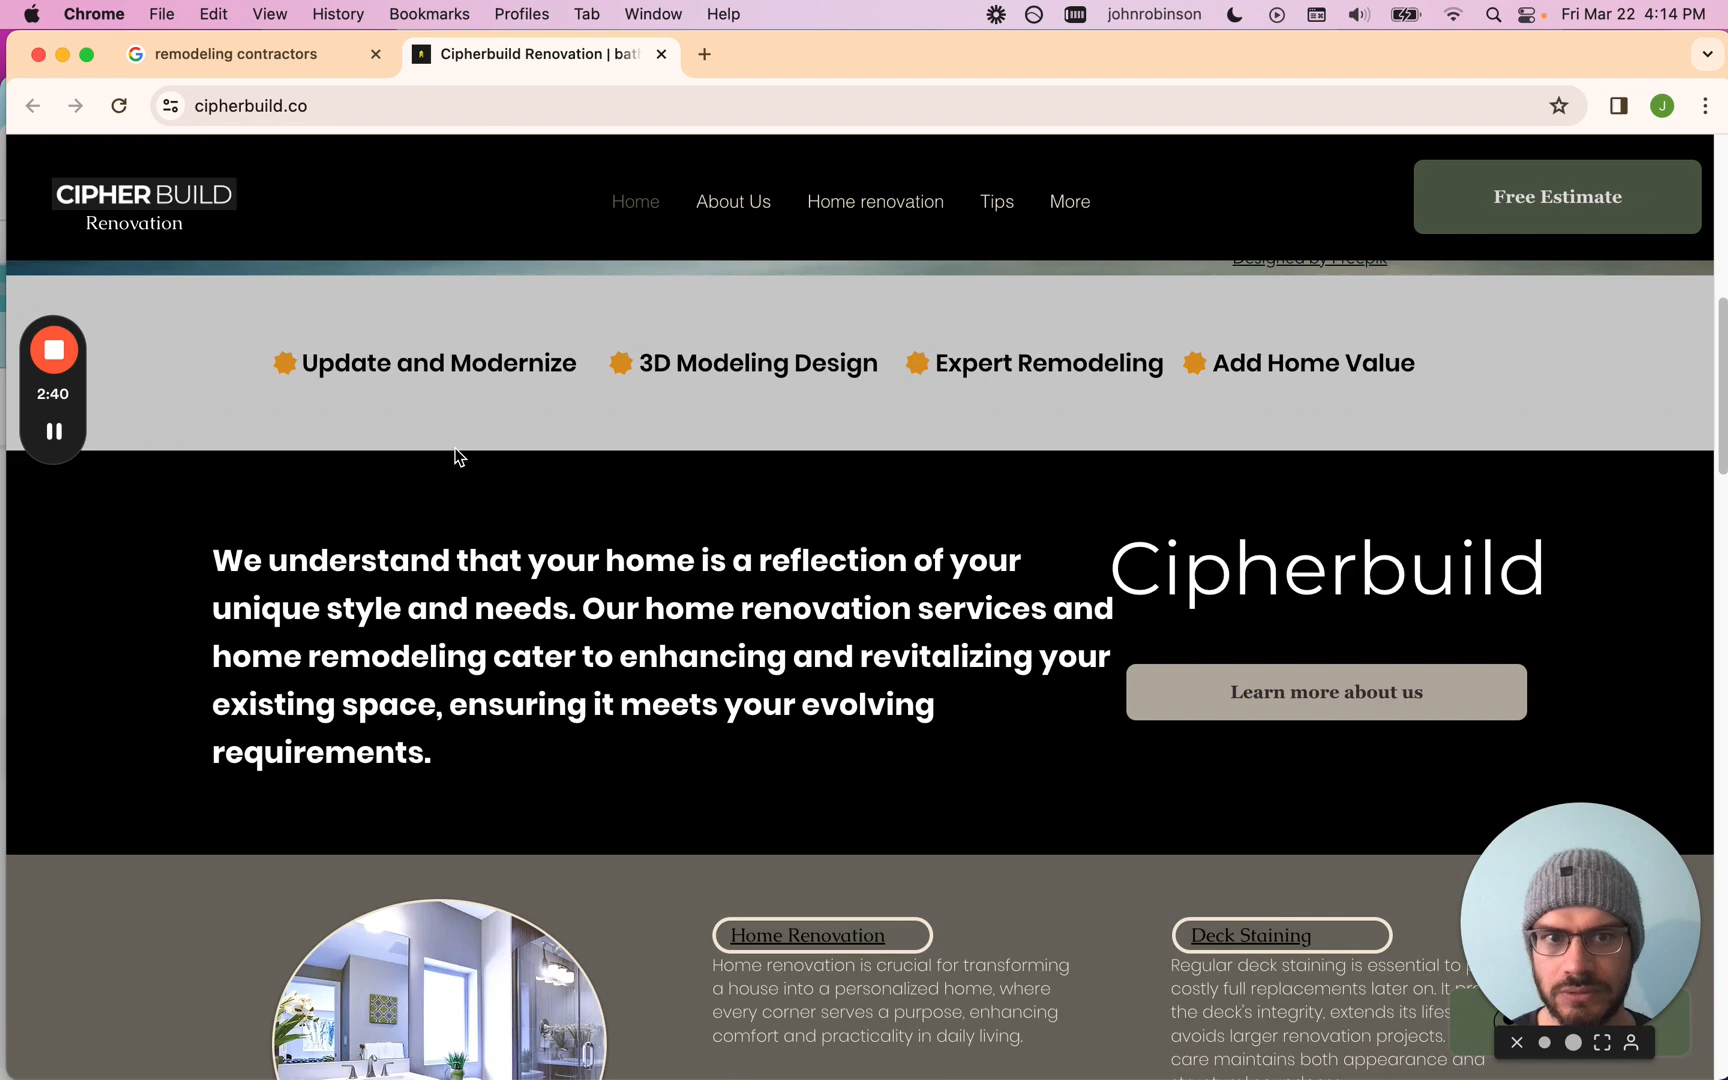 Chrome File Edit View History Bookmarks Profiles Tab Window Help johnrobinson Fri Mar 22 4:14 PM
remodeling contractors
Cipherbuild Renovation | bat
cipherbuild.co
J
CIPHER BUILD
Renovation
Home About Us Home renovation Tips More
Free Estimate
Designed by Freepik
Update and Modernize 3D Modeling Design Expert Remodeling Add Home Value
2:40
We understand that your home is a reflection of your
unique style and needs. Our home renovation services and
home remodeling cater to enhancing and revitalizing your
existing space, ensuring it meets your evolving
requirements.
Cipherbuild
Learn more about us
Home Renovation
Home renovation is crucial for transforming
a house into a personalized home, where
every corner serves a purpose, enhancing
comfort and practicality in daily living.
Deck Staining
Regular deck staining is essential to
costly full replacements later on. It
the deck's integrity, extends its
avoids larger renovation projects.
care maintains both appearance and